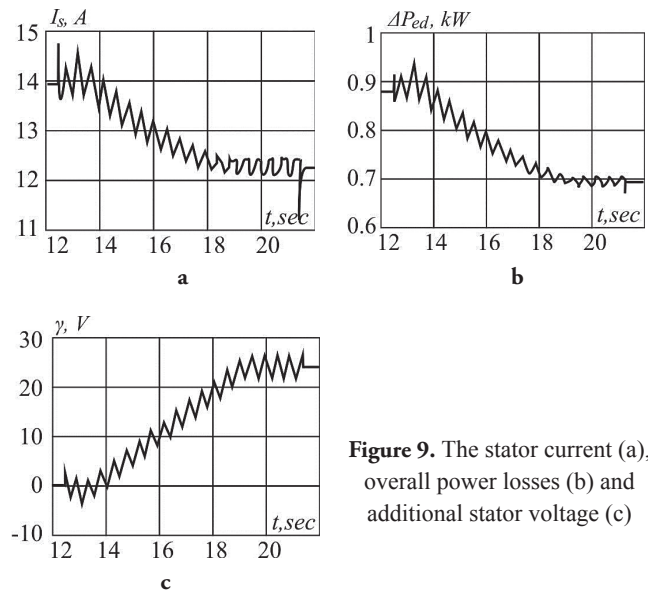 I_s, A
15
14
13
12
11
12 14 16 18 20
t,sec
a
ΔP_ed, kW
1
0.9
0.8
0.7
0.6
12 14 16 18 20
t,sec
b
γ, V
30
20
10
0
-10
12 14 16 18 20
t,sec
c
Figure 9. The stator current (a),
overall power losses (b) and
additional stator voltage (c)